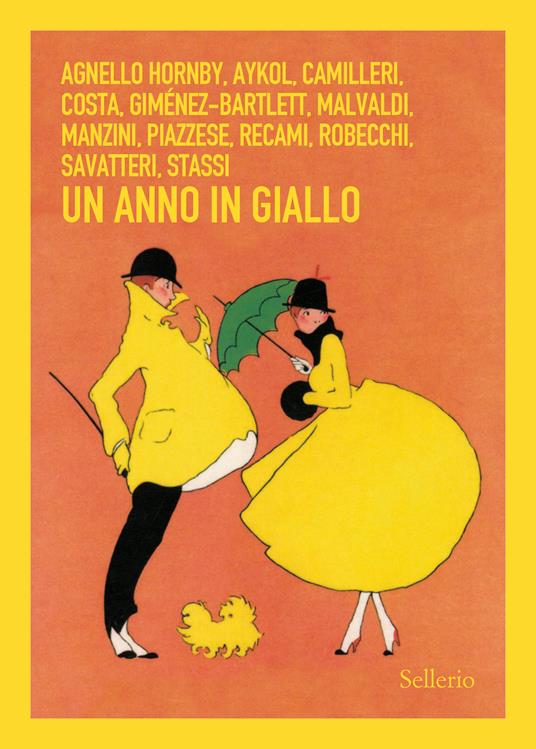 AGNELLO HORNBY, AYKOL, CAMILLERI,
COSTA, GIMÉNEZ-BARTLETT, MALVALDI,
MANZINI, PIAZZESE, RECAMI, ROBECCHI,
SAVATTERI, STASSI
UN ANNO IN GIALLO
Sellerio